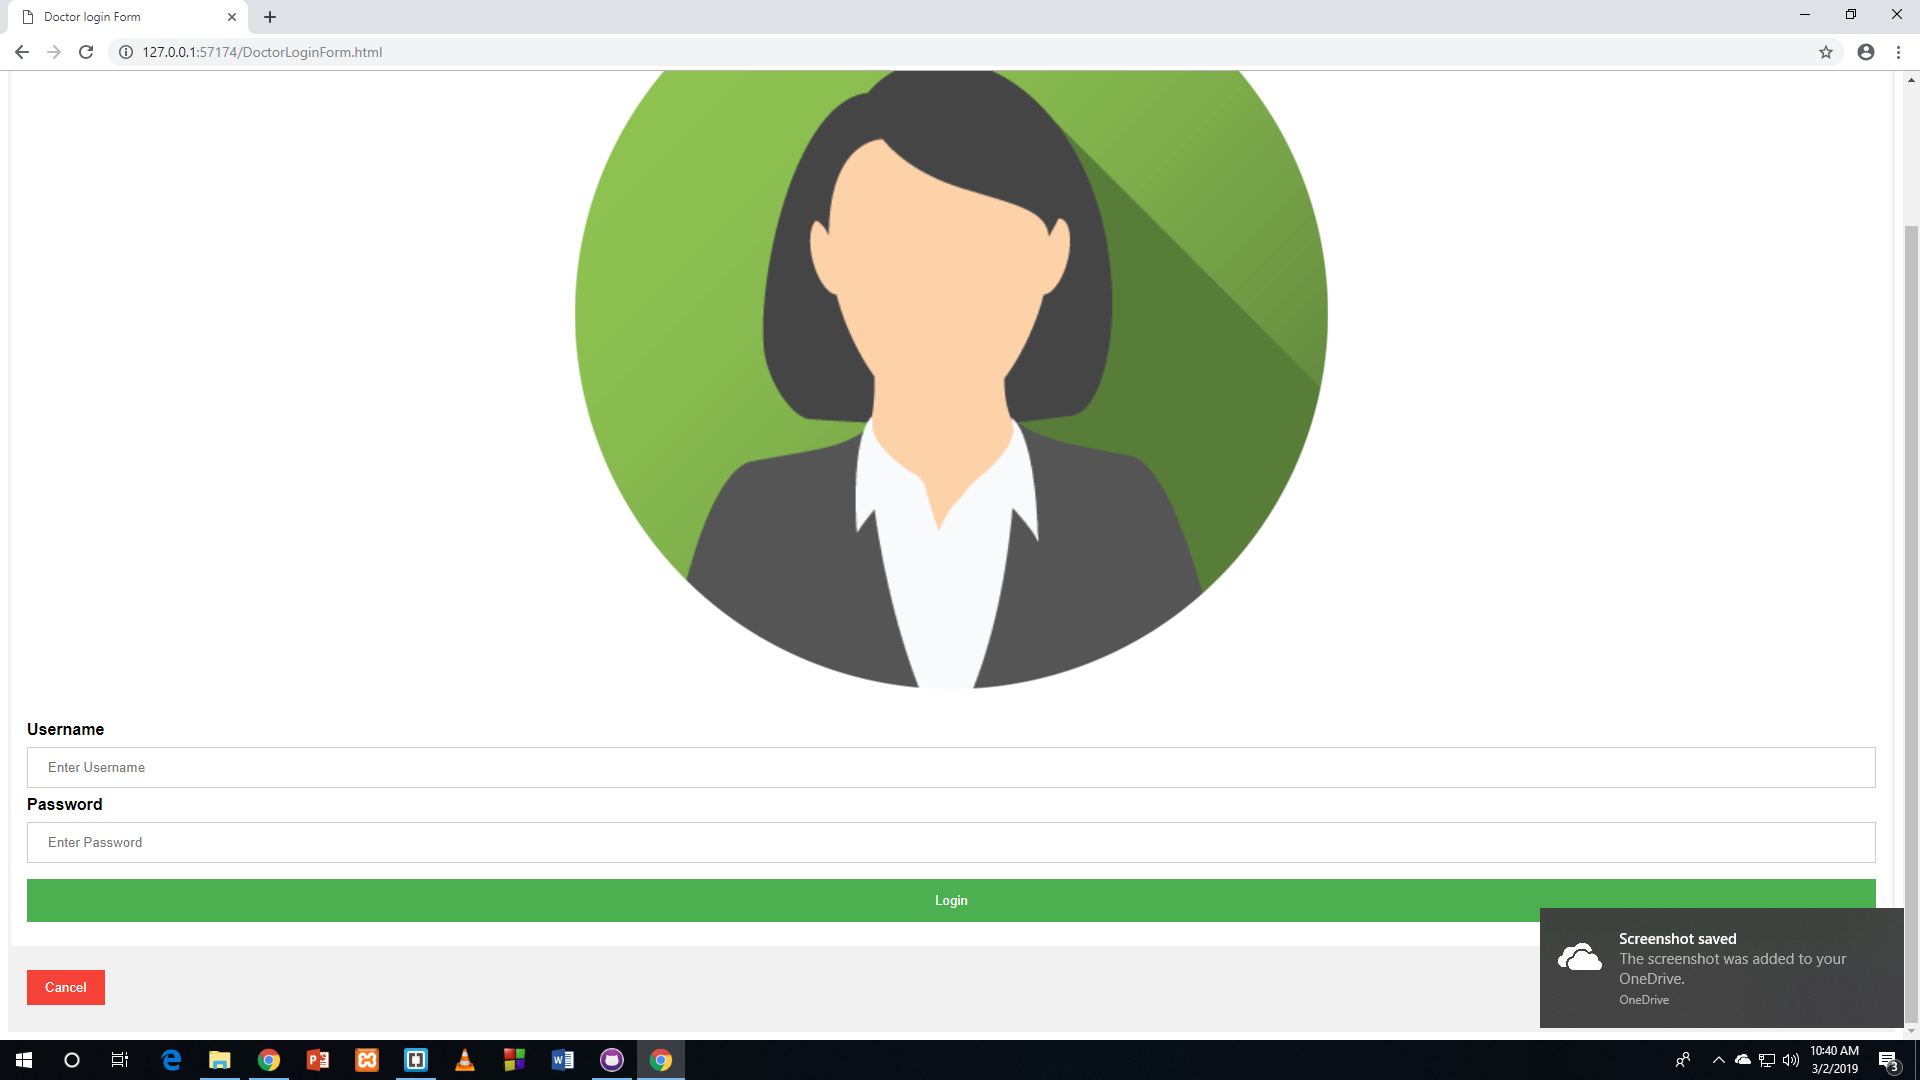 Doctor login Form
127.0.0.1:57174/DoctorLoginForm.html
Username
Enter Username
Password
Enter Password
Login
Cancel
Screenshot saved
The screenshot was added to your
OneDrive.
OneDrive
10:40 AM
3/2/2019
3